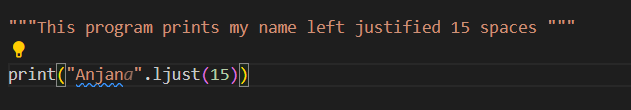 """This program prints my name left justified 15 spaces """
print("Anjana".ljust(15))